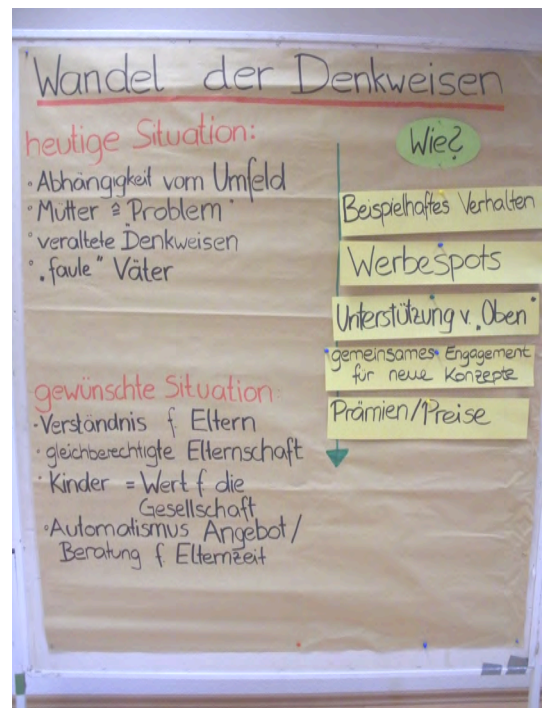 Wandel der Denkweisen
heutige Situation:
• Abhängigkeit vom Umfeld
• Mütter ≙ Problem
• veraltete Denkweisen
• „faule" Väter
gewünschte Situation
• Verständnis f. Eltern
• gleichberechtigte Elternschaft
• Kinder = Wert f. die
Gesellschaft
• Automatismus Angebot/
Beratung f. Elternzeit
Wie?
Beispielhaftes Verhalten
Werbespots
Unterstützung v. „Oben"
gemeinsames Engagement
für neue Konzepte
Prämien/Preise